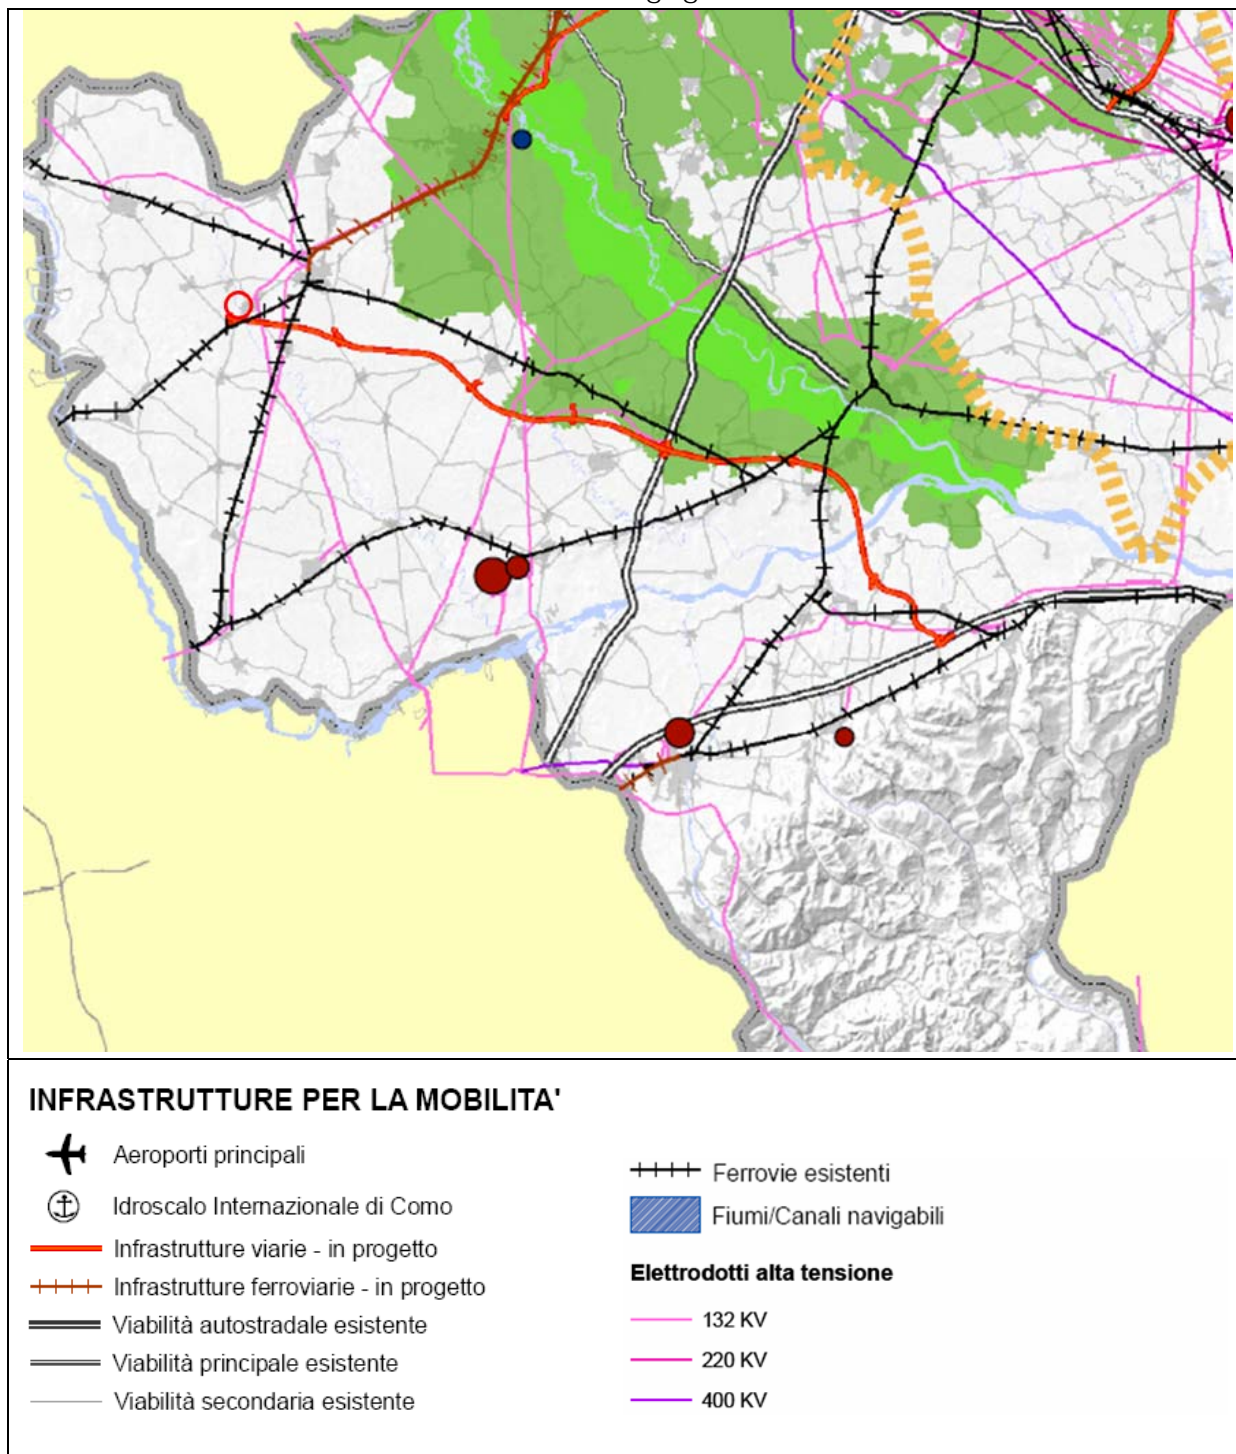 INFRASTRUTTURE PER LA MOBILITA'
Aeroporti principali
Idroscalo Internazionale di Como
Infrastrutture viarie - in progetto
Infrastrutture ferroviarie - in progetto
Viabilità autostradale esistente
Viabilità principale esistente
Viabilità secondaria esistente
Ferrovie esistenti
Fiumi/Canali navigabili
Elettrodotti alta tensione
132 KV
220 KV
400 KV